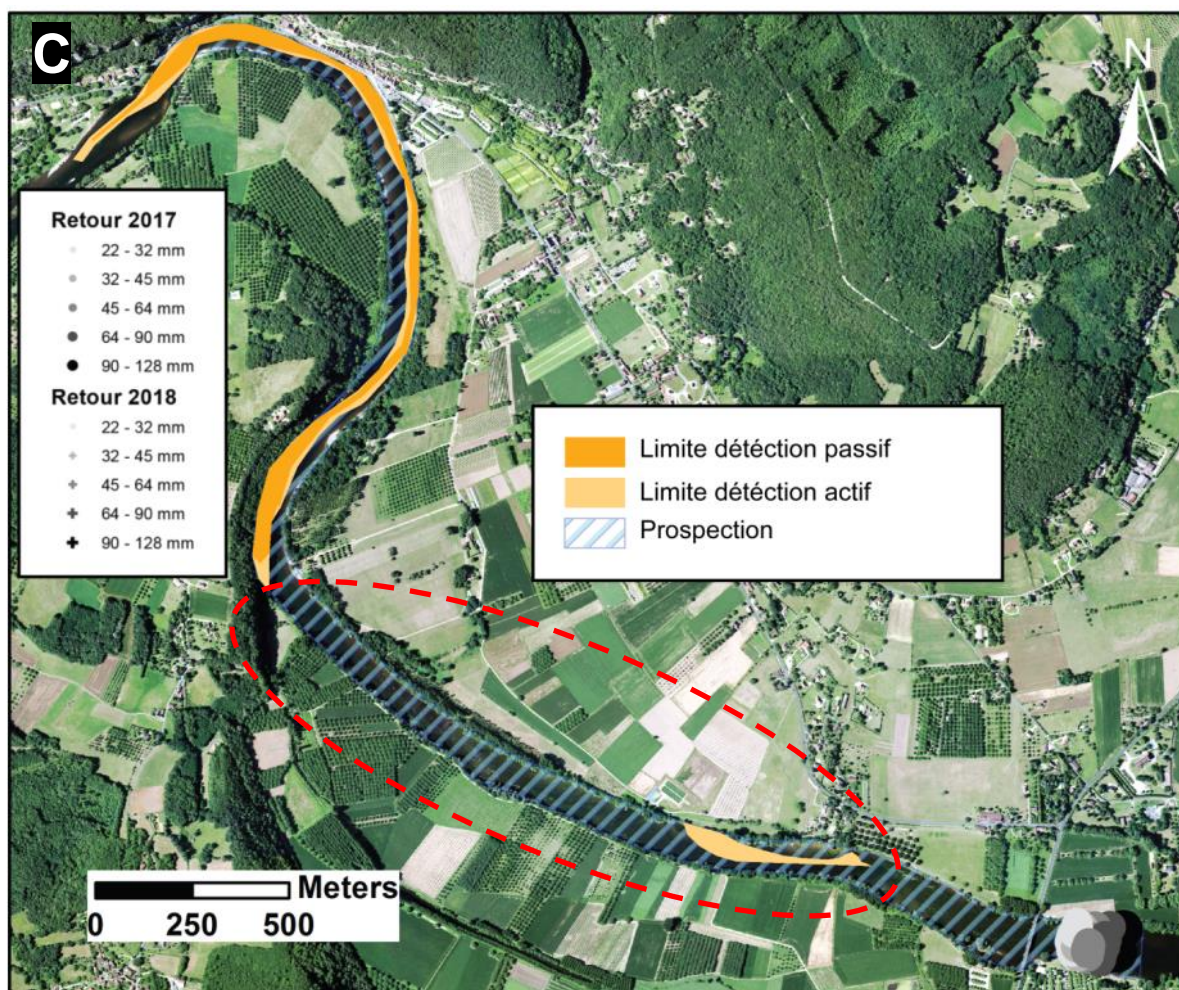 C
N
Retour 2017
22 - 32 mm
32 - 45 mm
45 - 64 mm
64 - 90 mm
90 - 128 mm
Retour 2018
22 - 32 mm
32 - 45 mm
45 - 64 mm
64 - 90 mm
90 - 128 mm
Limite détéction passif
Limite détéction actif
Prospection
Meters
0 250 500